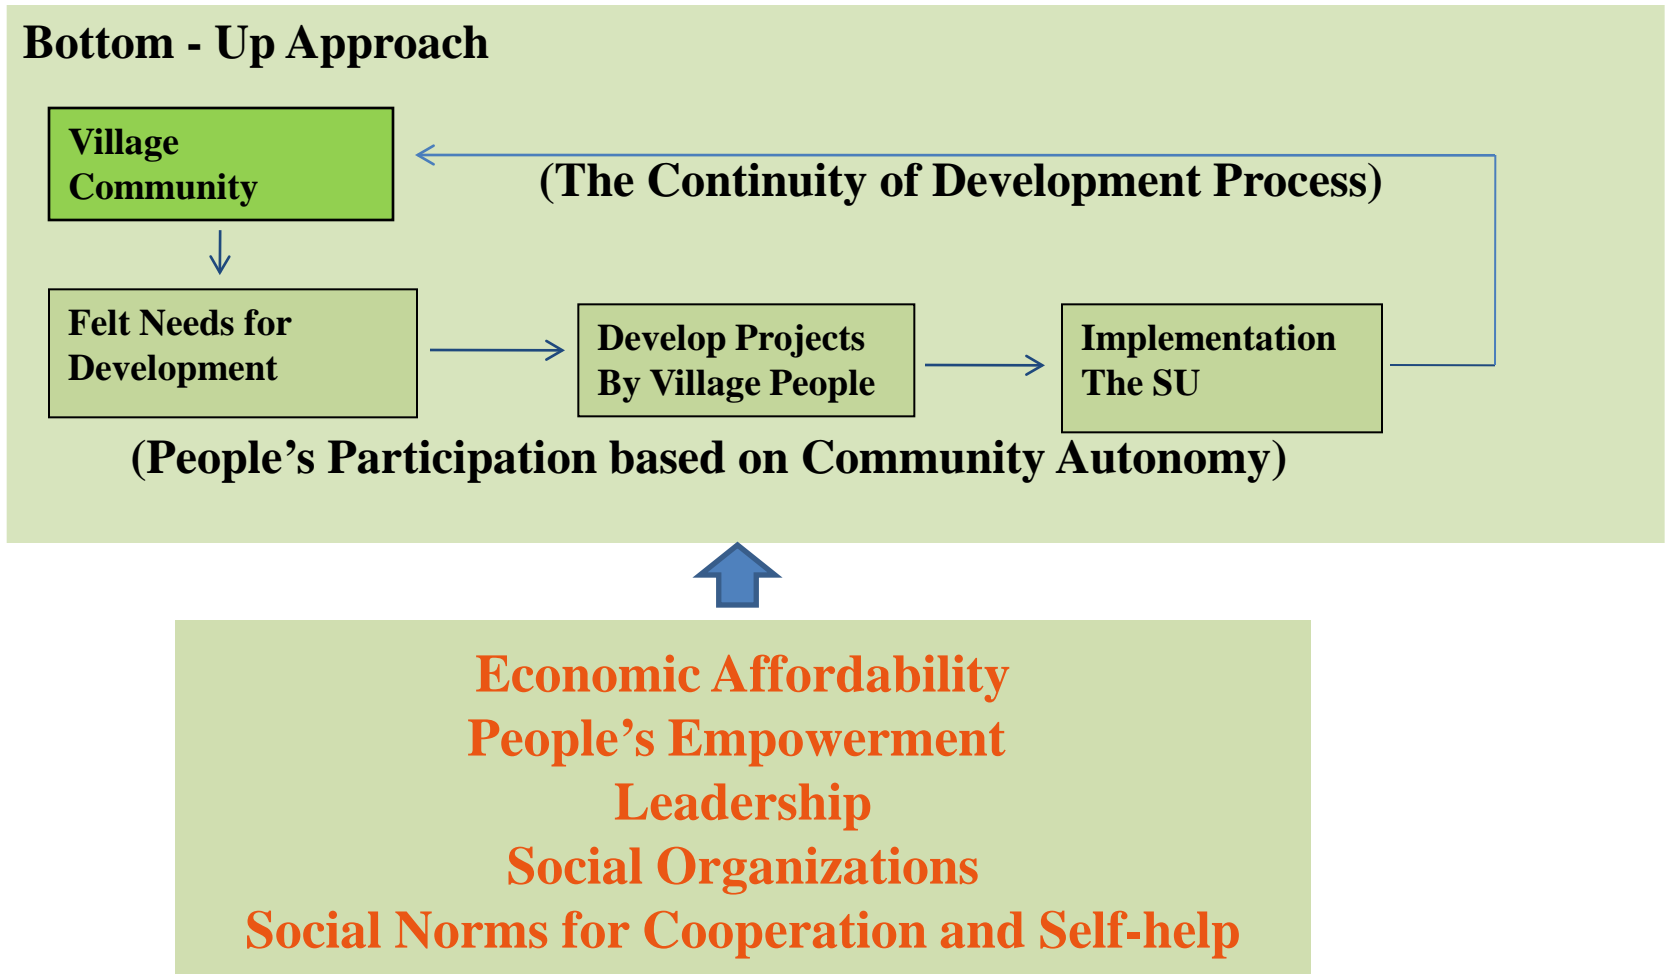 Bottom - Up Approach
Village
Community
(The Continuity of Development Process)
Felt Needs for
Development
Develop Projects
By Village People
Implementation
The SU
(People’s Participation based on Community Autonomy)
Economic Affordability
People’s Empowerment
Leadership
Social Organizations
Social Norms for Cooperation and Self-help